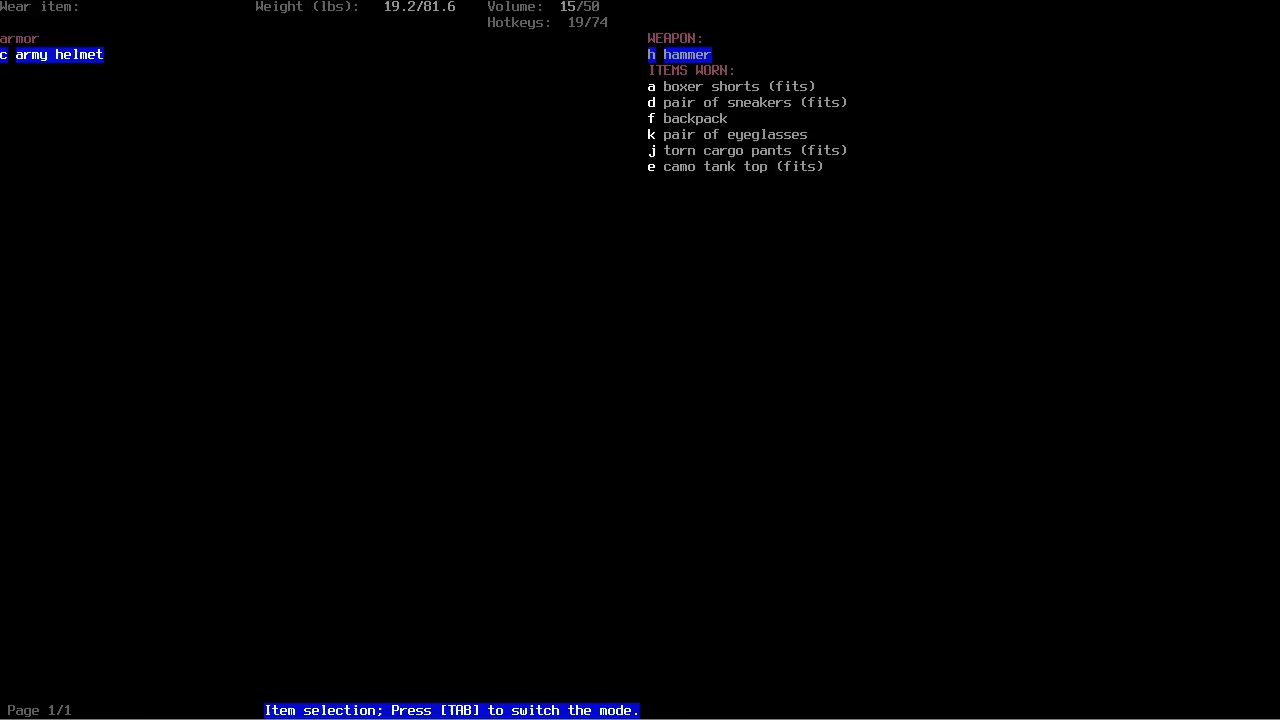 Wear item: Weight (lbs): 19.2/81.6 Volume: 15/50
Hotkeys: 19/74
armor WEAPON:
c army helmet h hammer
ITEMS WORN:
a boxer shorts (fits)
d pair of sneakers (fits)
f backpack
k pair of eyeglasses
j torn cargo pants (fits)
e camo tank top (fits)
Page 1/1 Item selection; Press [TAB] to switch the mode.